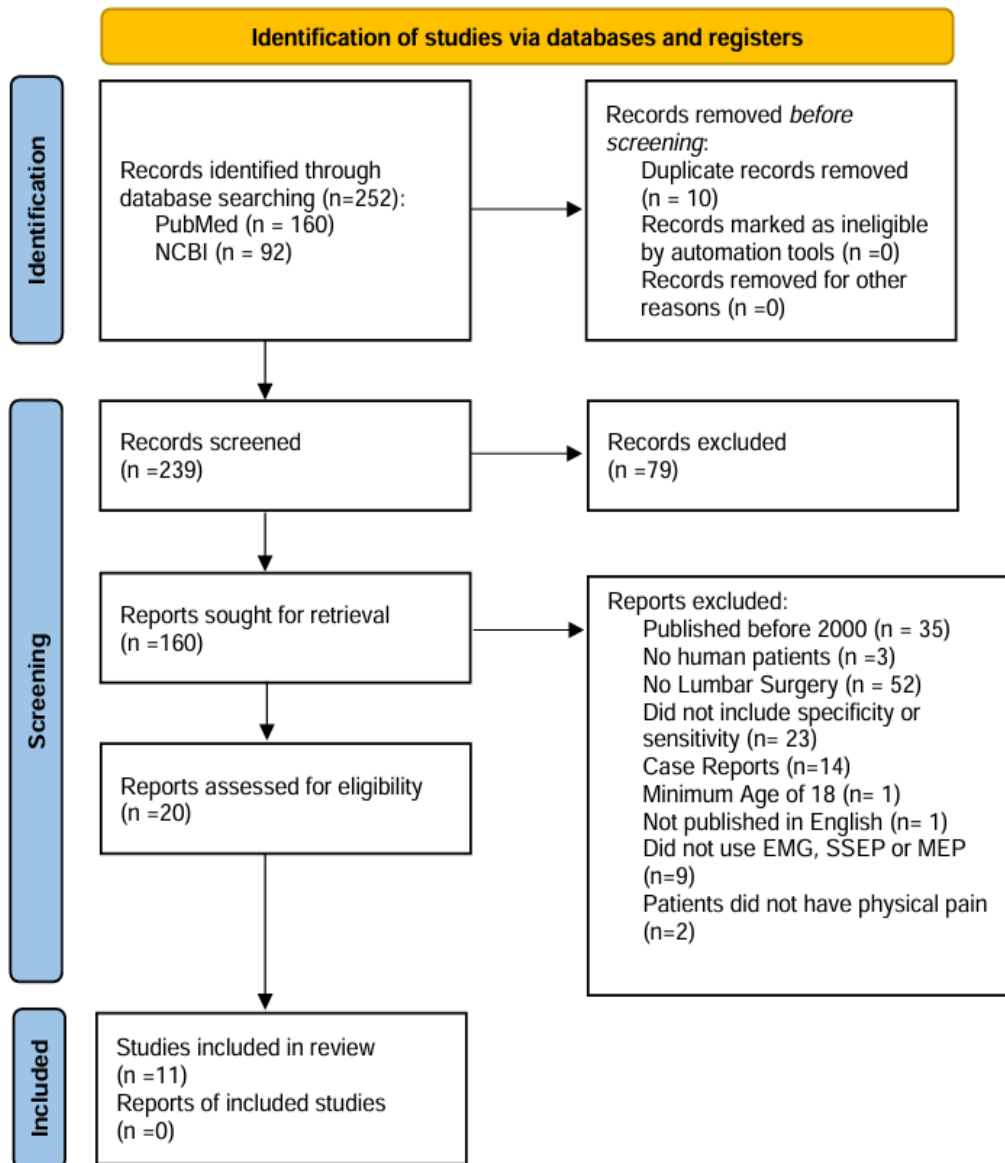 Identification of studies via databases and registers
Identification
Records identified through
database searching (n=252):
PubMed (n = 160)
NCBI (n = 92)
Records removed before
screening:
Duplicate records removed
(n = 10)
Records marked as ineligible
by automation tools (n =0)
Records removed for other
reasons (n =0)
Screening
Records screened
(n =239)
Records excluded
(n =79)
Reports sought for retrieval
(n =160)
Reports excluded:
Published before 2000 (n = 35)
No human patients (n =3)
No Lumbar Surgery (n = 52)
Did not include specificity or
sensitivity (n= 23)
Case Reports (n=14)
Minimum Age of 18 (n= 1)
Not published in English (n= 1)
Did not use EMG, SSEP or MEP
(n=9)
Patients did not have physical pain
(n=2)
Reports assessed for eligibility
(n =20)
Included
Studies included in review
(n =11)
Reports of included studies
(n =0)